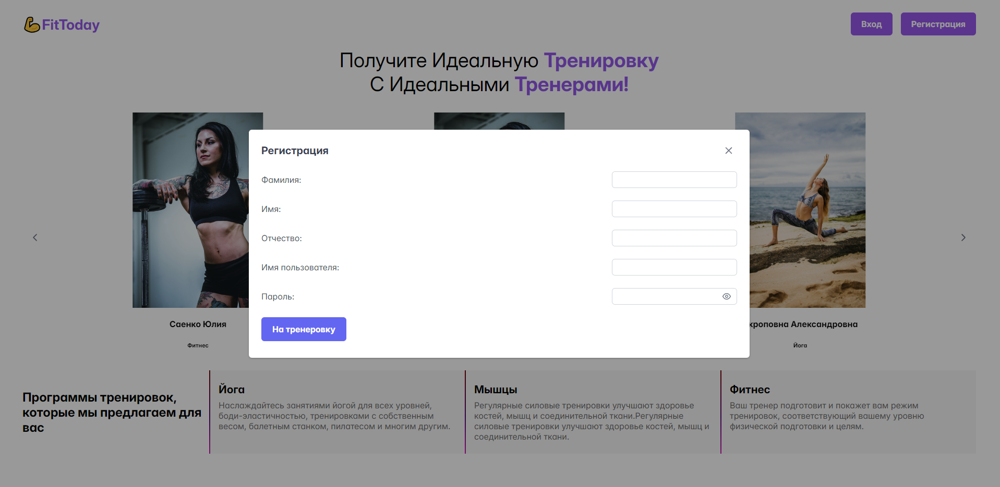 FitToday
Вход
Регистрация
Получите Идеальную Тренировку
С Идеальными Тренерами!
Регистрация
Фамилия:
Имя:
Отчество:
Имя пользователя:
Пароль:
На тренеровку
Саенко Юлия
Фитнес
Александровна
Йога
Программы тренировок,
которые мы предлагаем для
вас
Йога
Наслаждайтесь занятиями йогой для всех уровней,
боди-эластичностью, тренировками с собственным
весом, балетным станком, пилатесом и многим другим.
Мышцы
Регулярные силовые тренировки улучшают здоровье
костей, мышц и соединительной ткани.Регулярные
силовые тренировки улучшают здоровье костей, мышц и
соединительной ткани.
Фитнес
Ваш тренер подготовит и покажет вам режим
тренировок, соответствующий вашему уровню
физической подготовки и целям.